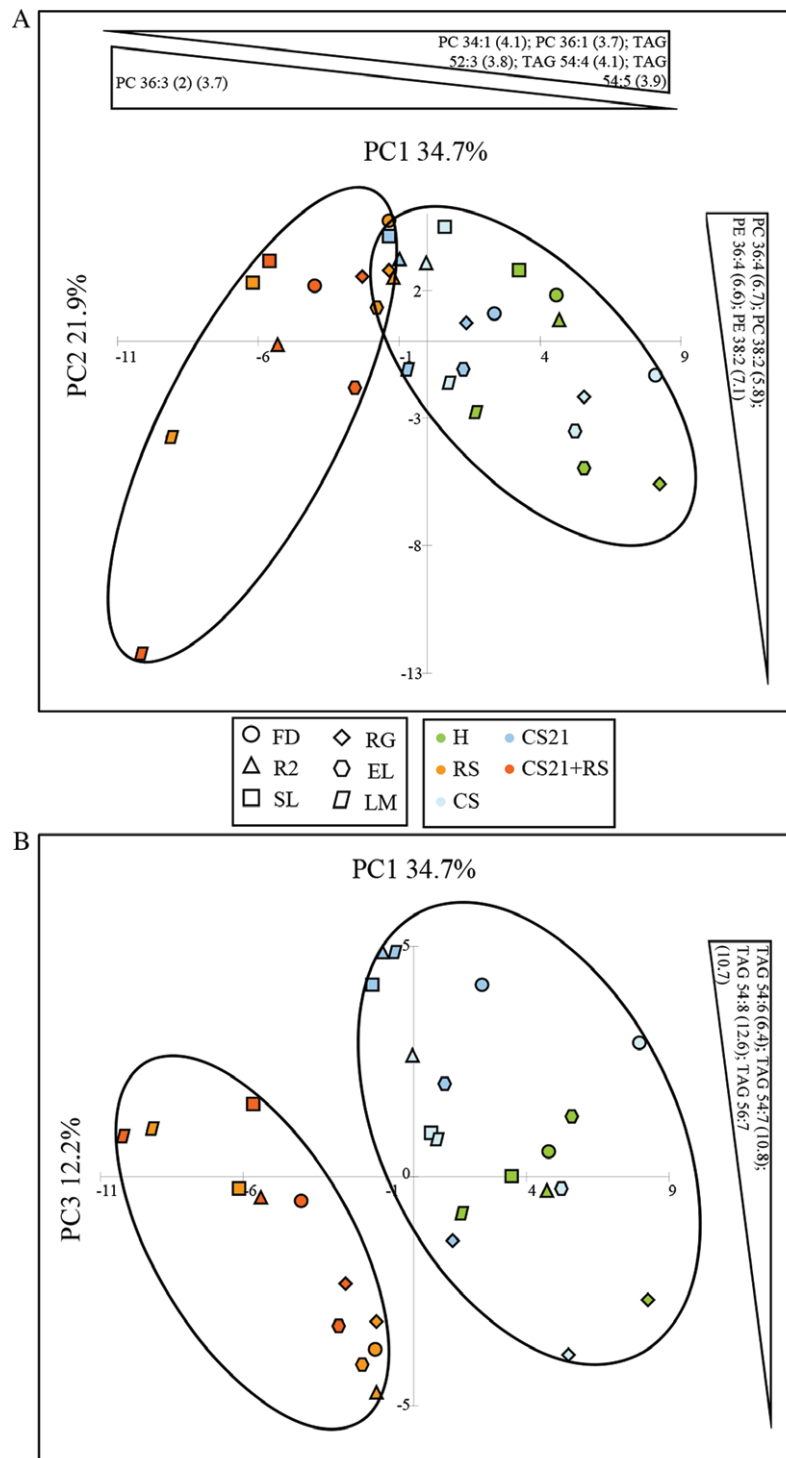 A
PC 34:1 (4.1); PC 36:1 (3.7); TAG
52:3 (3.8); TAG 54:4 (4.1); TAG
54:5 (3.9)
PC 36:3 (2) (3.7)
PC1 34.7%
PC2 21.9%
2
-11
-6
-1
4
9
-3
-8
-13
PC 36:4 (6.7); PC 38:2 (5.8);
PE 36:4 (6.6); PE 38:2 (7.1)
FD
RG
R2
EL
SL
LM
H
CS21
RS
CS21+RS
CS
B
PC1 34.7%
PC3 12.2%
5
0
-11
-6
-1
4
9
-5
TAG 54:6 (6.4); TAG 54:7 (10.8);
TAG 54:8 (12.6); TAG 56:7
(10.7)